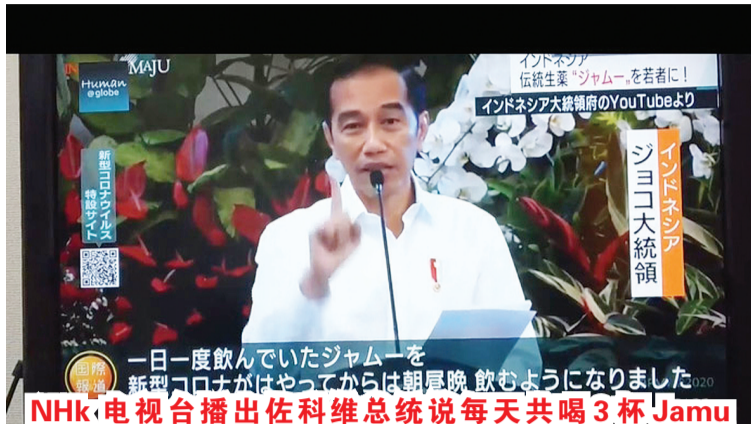 MAJU
Human
@globe
インドネシア
伝統生薬 "ジャムー„を若者に!
インドネシア大統領府のYouTubeより
新型コロナウイルス
特設サイト
インドネシア
ジョコ大統領
国際
報道
2020
一日一度飲んでいたジャムーを
新型コロナがはやってからは朝昼晩 飲むようになりました
NHk 电视台播出佐科维总统说每天共喝3杯Jamu